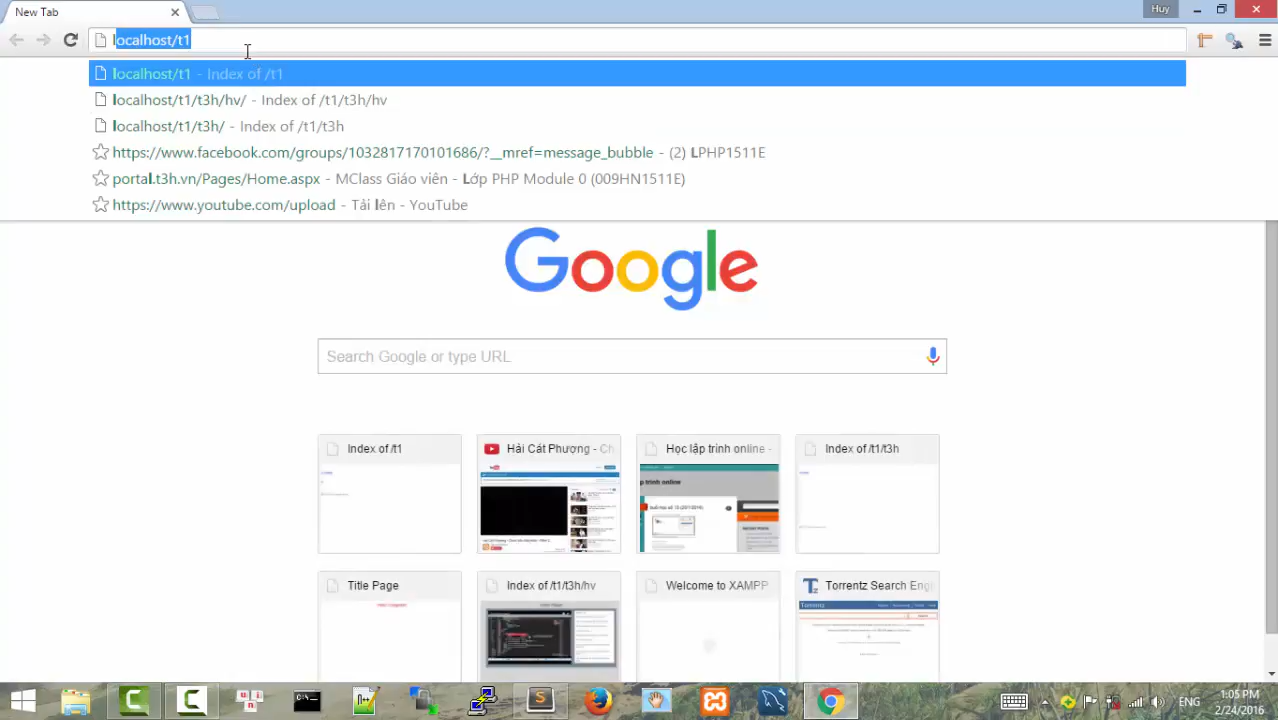 New Tab
Huy
localhost/t1
localhost/t1 - Index of /t1
localhost/t1/t3h/hv/ - Index of /t1/t3h/hv
localhost/t1/t3h/ - Index of /t1/t3h
https://www.facebook.com/groups/1032817170101686/?__mref=message_bubble - (2) LPHP1511E
portal.t3h.vn/Pages/Home.aspx - MClass Giáo viên - Lớp PHP Module 0 (009HN1511E)
https://www.youtube.com/upload - Tải lên - YouTube
Google
Search Google or type URL
Index of /t1
Hài Cát Phượng - Ch
Học lập trình online -
Index of /t1/t3h
Title Page
Index of /t1/t3h/hv
Welcome to XAMPP
Torrentz Search Eng
ENG
1:05 PM
2/24/2016